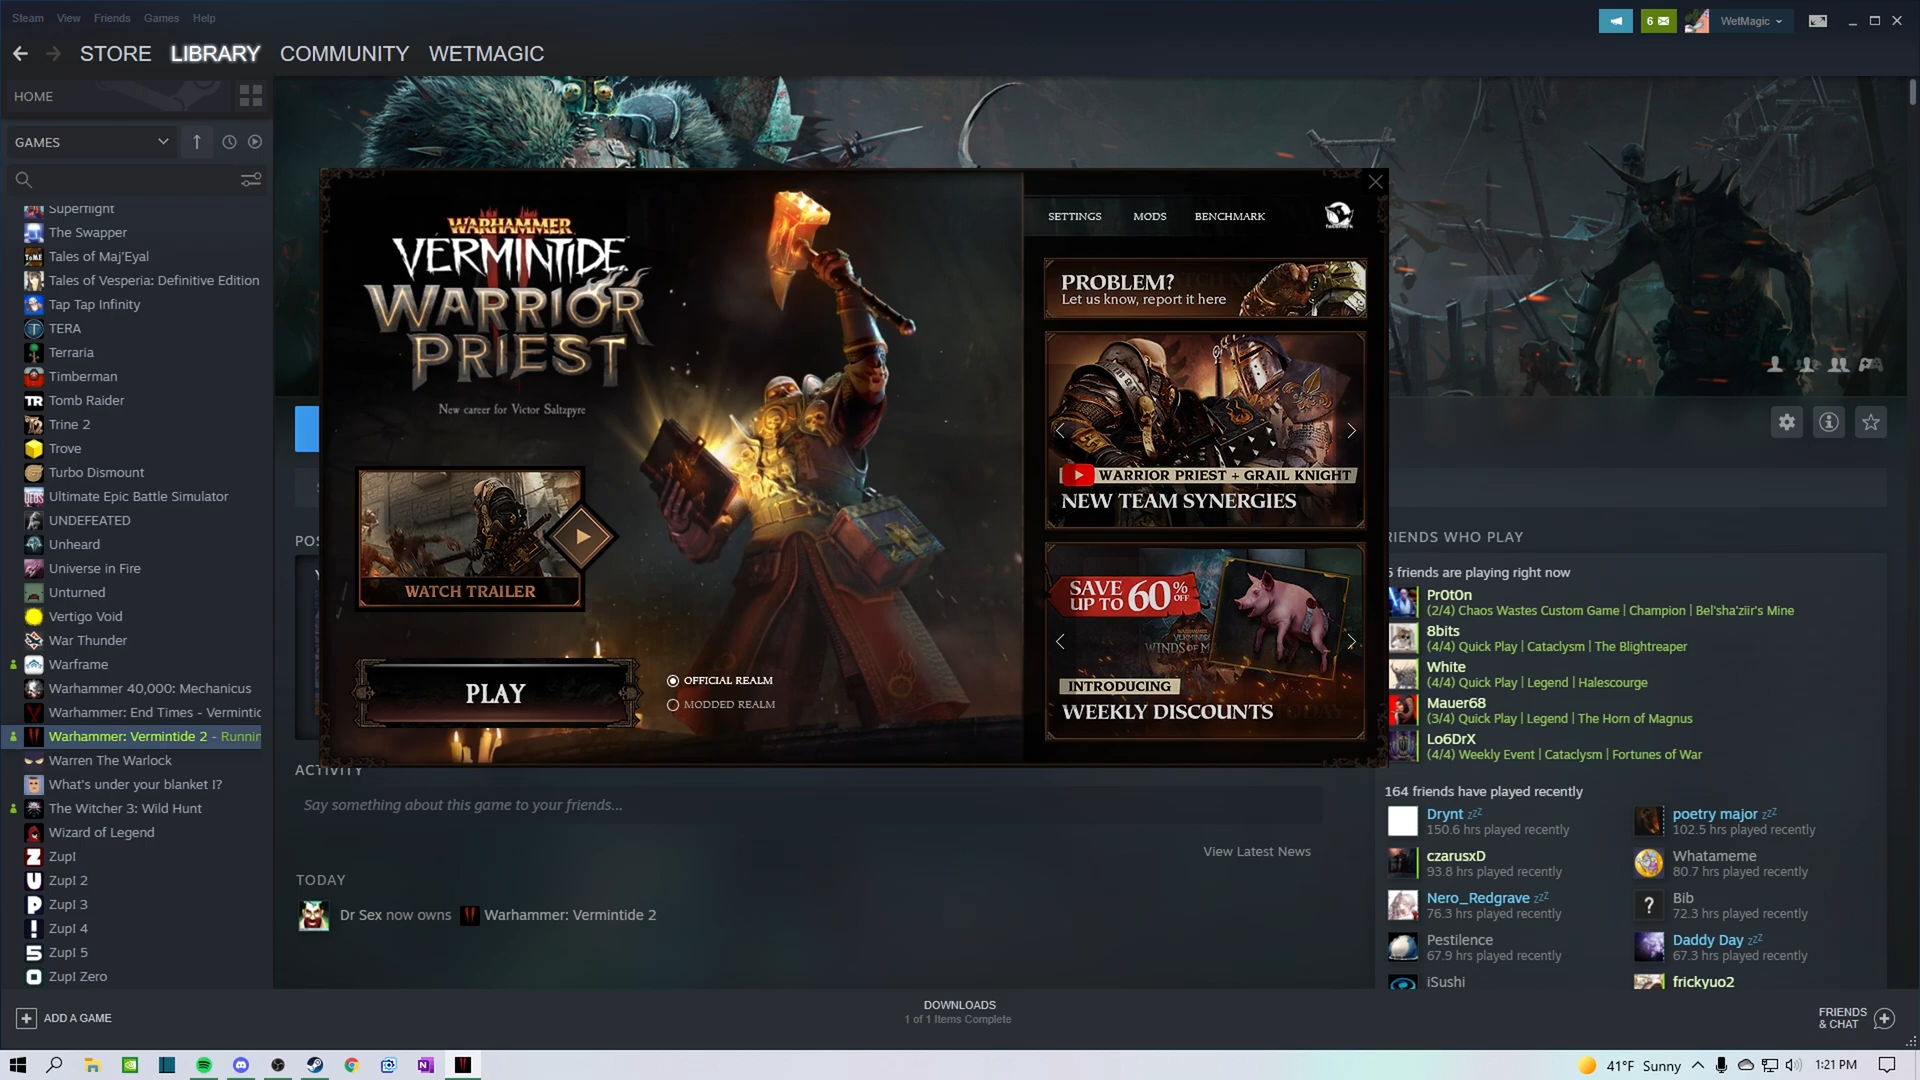 Steam View Friends Games Help
6
WetMagic
STORE LIBRARY COMMUNITY WETMAGIC
HOME
GAMES
Superflight
The Swapper
Tales of Maj'Eyal
Tales of Vesperia: Definitive Edition
Tap Tap Infinity
TERA
Terraria
Timberman
Tomb Raider
Trine 2
Trove
Turbo Dismount
Ultimate Epic Battle Simulator
UNDEFEATED
Unheard
Universe in Fire
Unturned
Vertigo Void
War Thunder
Warframe
Warhammer 40,000: Mechanicus
Warhammer: End Times - Vermintic
Warhammer: Vermintide 2 - Runnin
Warren The Warlock
What's under your blanket !?
The Witcher 3: Wild Hunt
Wizard of Legend
Zup!
Zup! 2
Zup! 3
Zup! 4
Zup! 5
Zup! Zero
ADD A GAME
WARHAMMER
VERMINTIDE
WARRIOR
PRIEST
New career for Victor Saltzpyre
WATCH TRAILER
PLAY
OFFICIAL REALM
MODDED REALM
SETTINGS MODS BENCHMARK
PROBLEM?
Let us know, report it here
WARRIOR PRIEST + GRAIL KNIGHT
NEW TEAM SYNERGIES
SAVE UP TO 60% OFF
INTRODUCING
WEEKLY DISCOUNTS
POS
ACTIVITY
Say something about this game to your friends...
View Latest News
TODAY
Dr Sex now owns Warhammer: Vermintide 2
RIENDS WHO PLAY
5 friends are playing right now
Pr0t0n
(2/4) Chaos Wastes Custom Game | Champion | Bel'sha'ziir's Mine
8bits
(4/4) Quick Play | Cataclysm | The Blightreaper
White
(4/4) Quick Play | Legend | Halescourge
Mauer68
(3/4) Quick Play | Legend | The Horn of Magnus
Lo6DrX
(4/4) Weekly Event | Cataclysm | Fortunes of War
164 friends have played recently
Drynt zzz
150.6 hrs played recently
poetry major zzz
102.5 hrs played recently
czarusxD
93.8 hrs played recently
Whatameme
80.7 hrs played recently
Nero_Redgrave zzz
76.3 hrs played recently
Bib
72.3 hrs played recently
Pestilence
67.9 hrs played recently
Daddy Day zzz
67.3 hrs played recently
iSushi
frickyuo2
DOWNLOADS
1 of 1 Items Complete
FRIENDS
& CHAT
41°F Sunny
1:21 PM